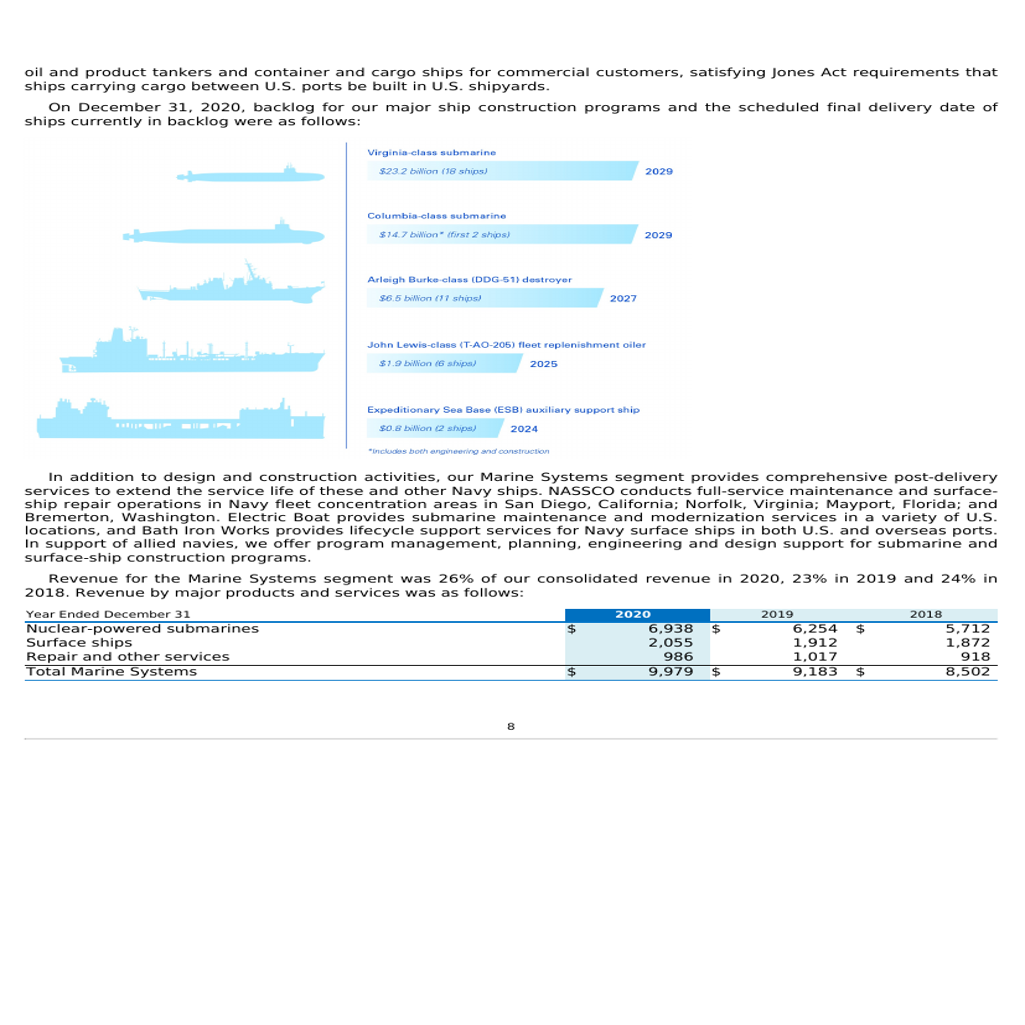 oil and product tankers and container and cargo ships for commercial customers, satisfying Jones Act requirements that
ships carrying cargo between U.S. ports be built in U.S. shipyards.
On December 31, 2020, backlog for our major ship construction programs and the scheduled final delivery date of
ships currently in backlog were as follows:
Virginia-class submarine
$23.2 billion (18 ships) 2029
Columbia-class submarine
$14.7 billion* (first 2 ships) 2029
Arleigh Burke-class (DDG-51) destroyer
$6.5 billion (11 ships) 2027
John Lewis-class (T-AO-205) fleet replenishment oiler
$1.9 billion (6 ships) 2025
Expeditionary Sea Base (ESB) auxiliary support ship
$0.8 billion (2 ships) 2024
*Includes both engineering and construction
In addition to design and construction activities, our Marine Systems segment provides comprehensive post-delivery
services to extend the service life of these and other Navy ships. NASSCO conducts full-service maintenance and surface-
ship repair operations in Navy fleet concentration areas in San Diego, California; Norfolk, Virginia; Mayport, Florida; and
Bremerton, Washington. Electric Boat provides submarine maintenance and modernization services in a variety of U.S.
locations, and Bath Iron Works provides lifecycle support services for Navy surface ships in both U.S. and overseas ports.
In support of allied navies, we offer program management, planning, engineering and design support for submarine and
surface-ship construction programs.
Revenue for the Marine Systems segment was 26% of our consolidated revenue in 2020, 23% in 2019 and 24% in
2018. Revenue by major products and services was as follows:
Year Ended December 31 2020 2019 2018
Nuclear-powered submarines $ 6,938 $ 6,254 $ 5,712
Surface ships 2,055 1,912 1,872
Repair and other services 986 1,017 918
Total Marine Systems $ 9,979 $ 9,183 $ 8,502
8